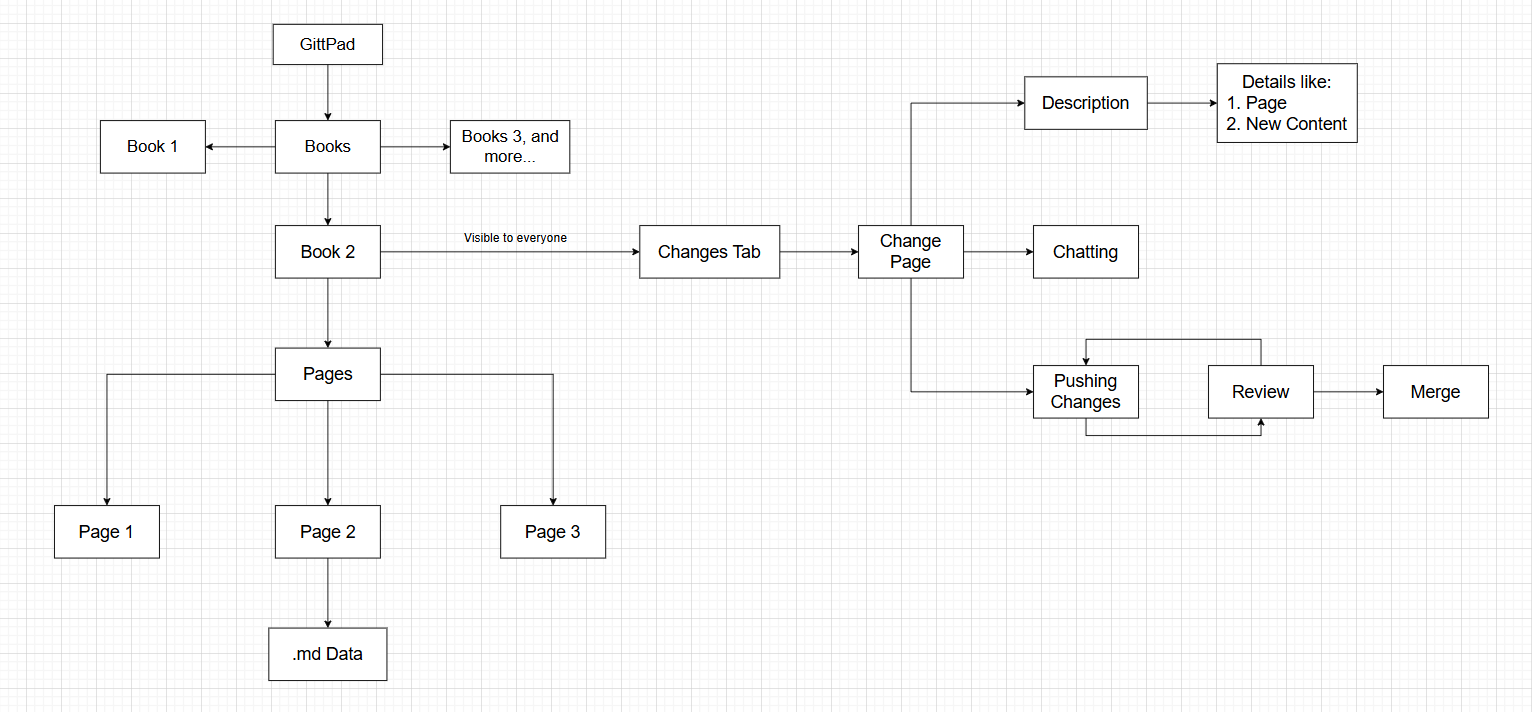 GittPad
Description
Details like:
1. Page
2. New Content
Book 1
Books
Books 3, and
more...
Book 2
Visible to everyone
Changes Tab
Change
Page
Chatting
Pages
Pushing
Changes
Review
Merge
Page 1
Page 2
Page 3
.md Data